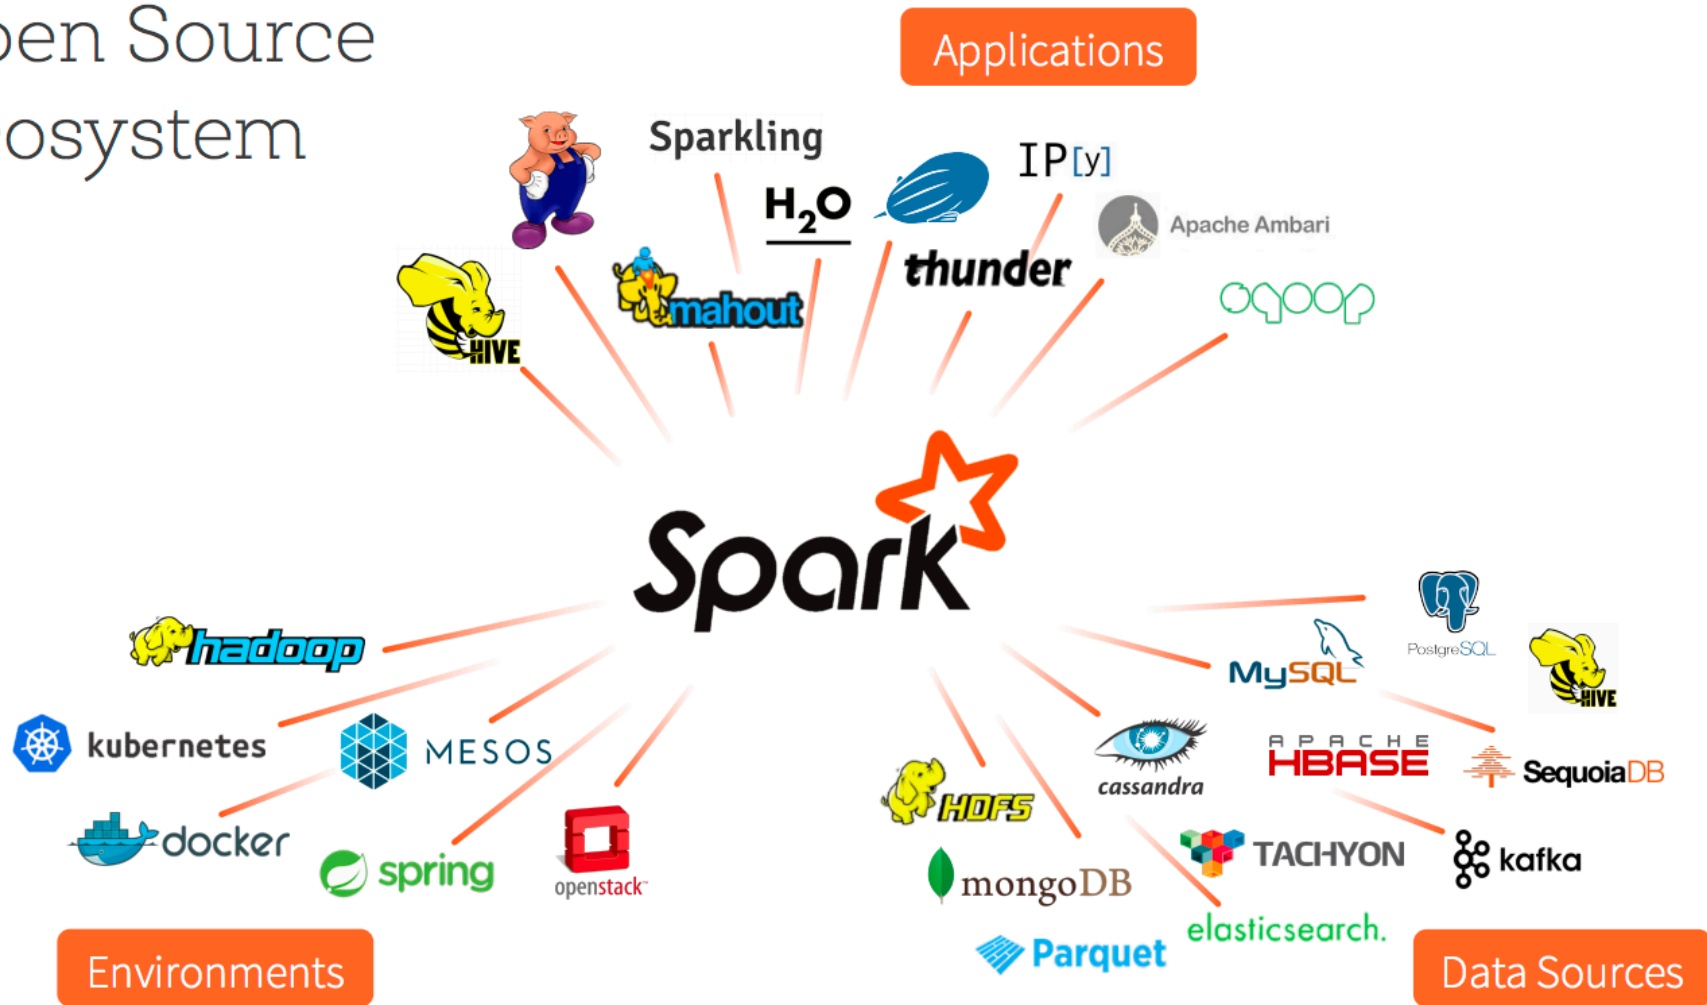 pen Source
osystem
Applications
Sparkling
H2O
IP[y]
Apache Ambari
thunder
HIVE
mahout
sqoop
Spark
hadoop
kubernetes
MESOS
docker
spring
openstack
Environments
PostgreSQL
MySQL
HIVE
cassandra
APACHE
HBASE
SequoiaDB
HDFS
TACHYON
kafka
mongoDB
elasticsearch.
Parquet
Data Sources